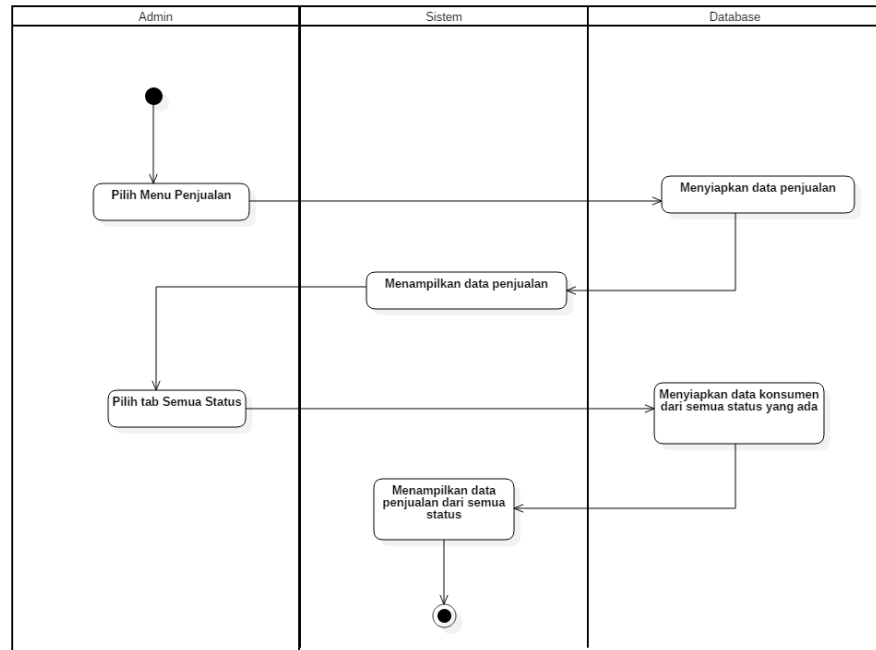 Admin
Sistem
Database
Pilih Menu Penjualan
Menyiapkan data penjualan
Menampilkan data penjualan
Pilih tab Semua Status
Menyiapkan data konsumen
dari semua status yang ada
Menampilkan data
penjualan dari semua
status